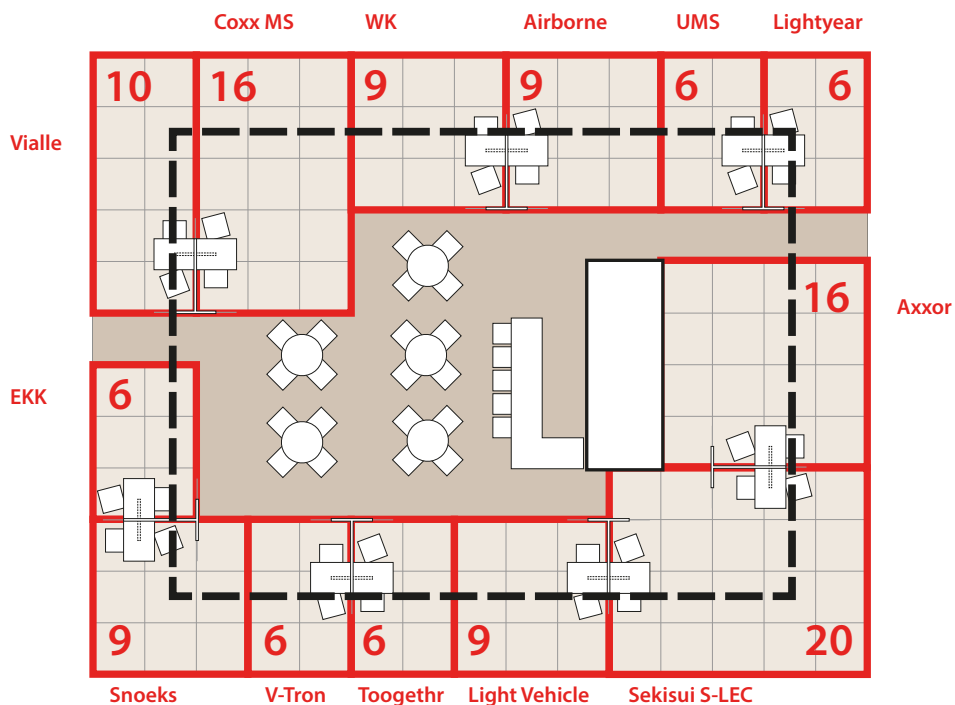 Coxx MS WK Airborne UMS Lightyear
10 16 9 9 6 6
Vialle
16
Axxor
EKK
6
9 6 6 9 20
Snoeks V-Tron Toogethr Light Vehicle Sekisui S-LEC